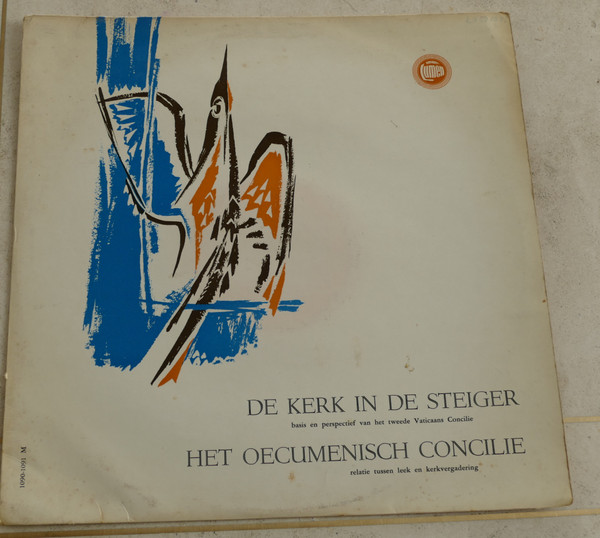 Lumen
DE KERK IN DE STEIGER
basis en perspectief van het tweede Vaticaans Concilie
HET OECUMENISCH CONCILIE
relatie tussen leek en kerkvergadering